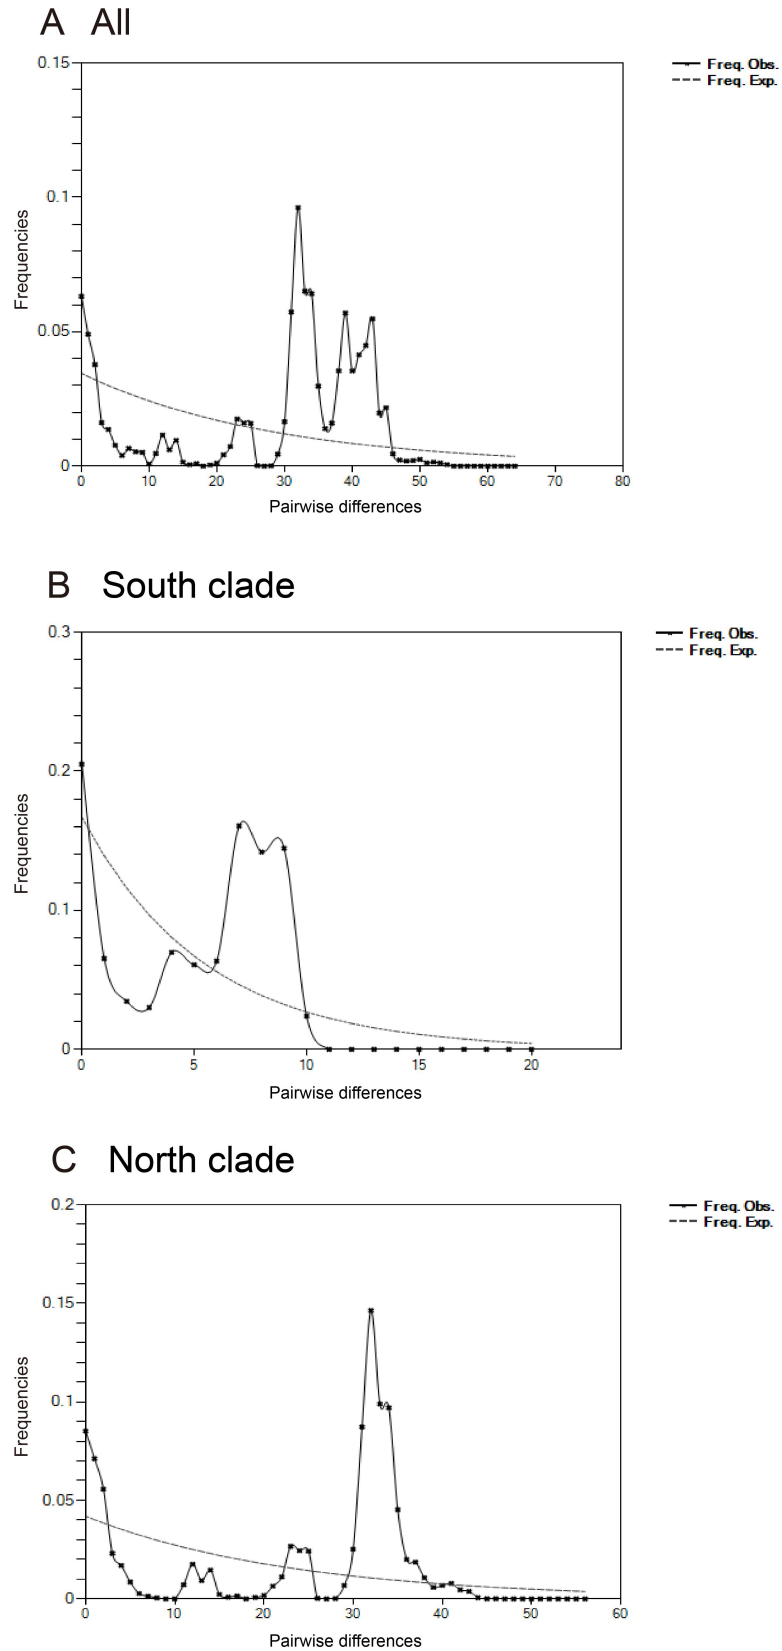 A All
Freq. Obs.
Freq. Exp.
0.15
0.1
0.05
0
Frequencies
0 10 20 30 40 50 60 70 80
Pairwise differences
B South clade
Freq. Obs.
Freq. Exp.
0.3
0.2
0.1
0
Frequencies
0 5 10 15 20
Pairwise differences
C North clade
Freq. Obs.
Freq. Exp.
0.2
0.15
0.1
0.05
0
Frequencies
0 10 20 30 40 50 60
Pairwise differences